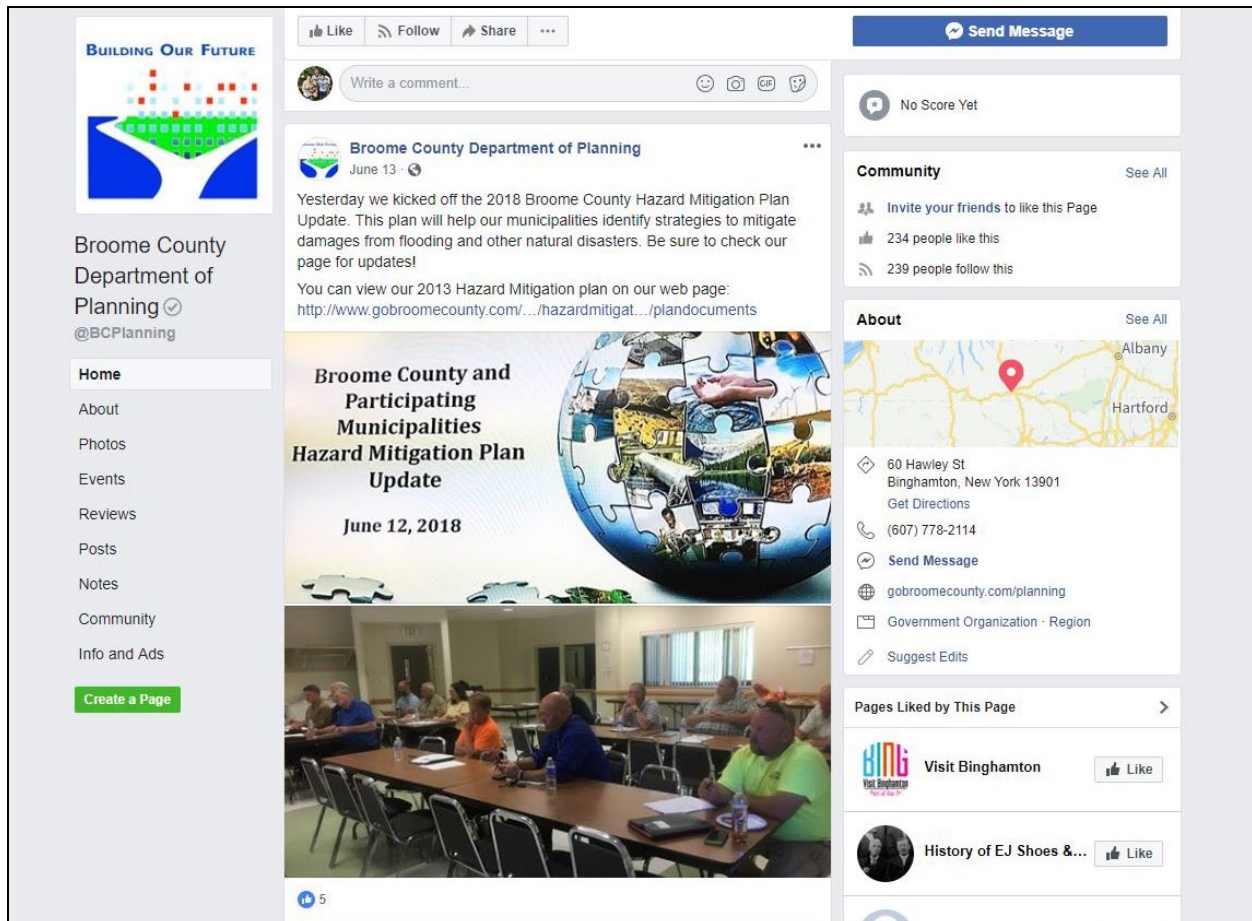 BUILDING OUR FUTURE
Broome County
Department of
Planning
@BCPlanning
Home
About
Photos
Events
Reviews
Posts
Notes
Community
Info and Ads
Create a Page
Like
Follow
Share
Write a comment...
GIF
Broome County Department of Planning
June 13 ·
Yesterday we kicked off the 2018 Broome County Hazard Mitigation Plan
Update. This plan will help our municipalities identify strategies to mitigate
damages from flooding and other natural disasters. Be sure to check our
page for updates!
You can view our 2013 Hazard Mitigation plan on our web page:
http://www.gobroomecounty.com/…/hazardmitigat…/plandocuments
Broome County and
Participating
Municipalities
Hazard Mitigation Plan
Update
June 12, 2018
5
Send Message
No Score Yet
Community
See All
Invite your friends to like this Page
234 people like this
239 people follow this
About
See All
Albany
Hartford
60 Hawley St
Binghamton, New York 13901
Get Directions
(607) 778-2114
Send Message
gobroomecounty.com/planning
Government Organization · Region
Suggest Edits
Pages Liked by This Page
BING
Visit Binghamton
Visit Binghamton
Like
History of EJ Shoes &...
Like